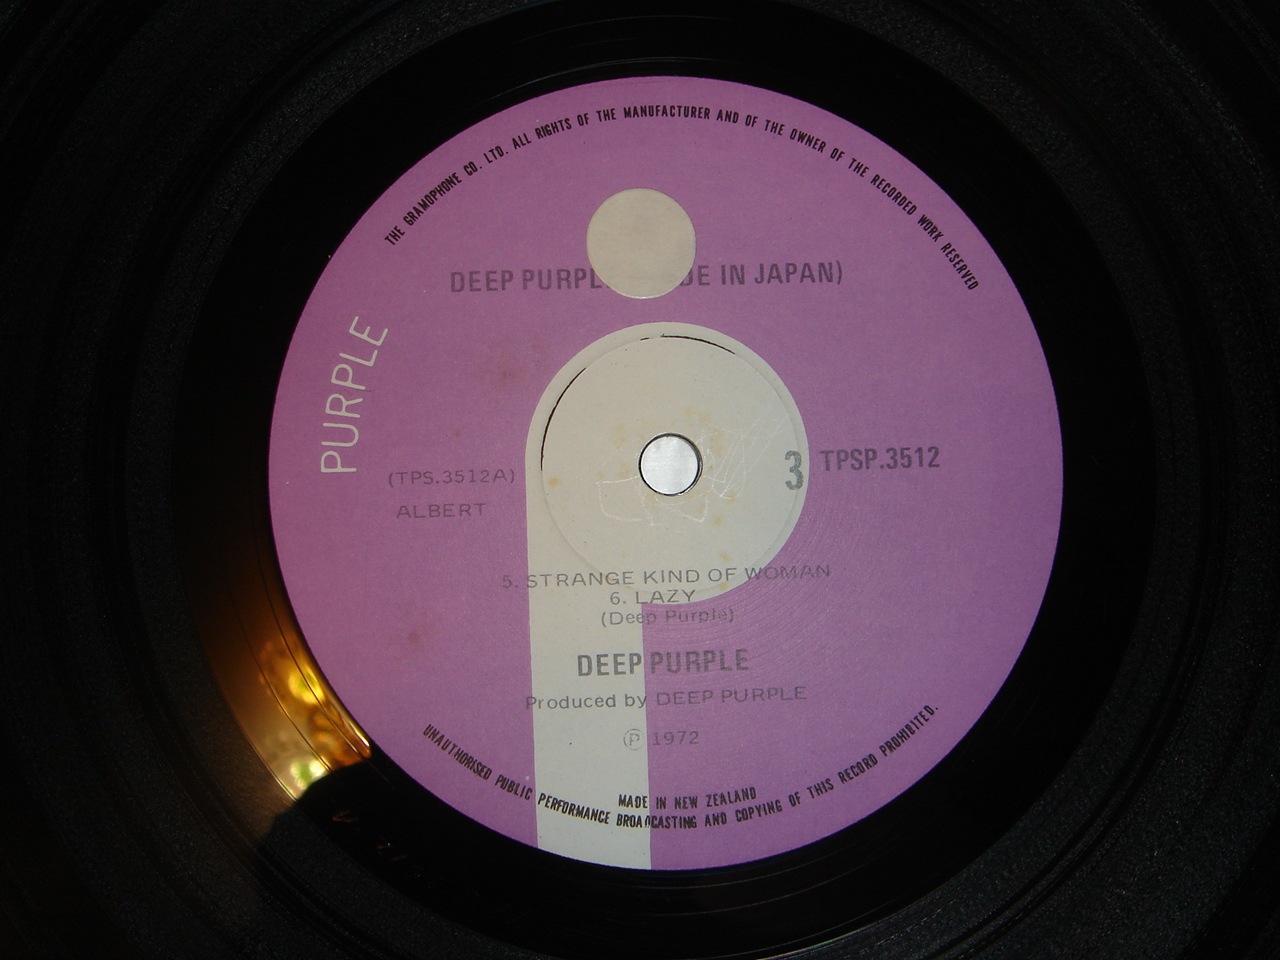 THE GRAMOPHONE CO. LTD. ALL RIGHTS OF THE MANUFACTURER AND OF THE OWNER OF THE RECORDED WORK RESERVED
DEEP PURPLE IN JAPAN)
PURPLE
3 TPSP.3512
(TPS.3512A)
ALBERT
5. STRANGE KIND OF WOMAN
6. LAZY
(Deep Purple)
DEEP PURPLE
Produced by DEEP PURPLE
Ⓟ 1972
MADE IN NEW ZEALAND
UNAUTHORISED PUBLIC PERFORMANCE BROADCASTING AND COPYING OF THIS RECORD PROHIBITED.